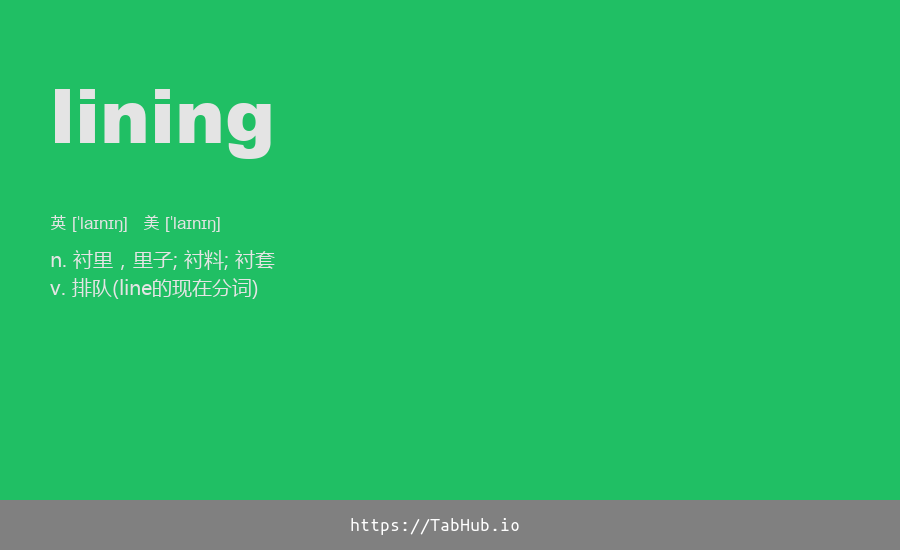 lining
英 [ˈlaɪnɪŋ] 美 [ˈlaɪnɪŋ]
n. 衬里，里子; 衬料; 衬套
v. 排队(line的现在分词)
https://TabHub.io